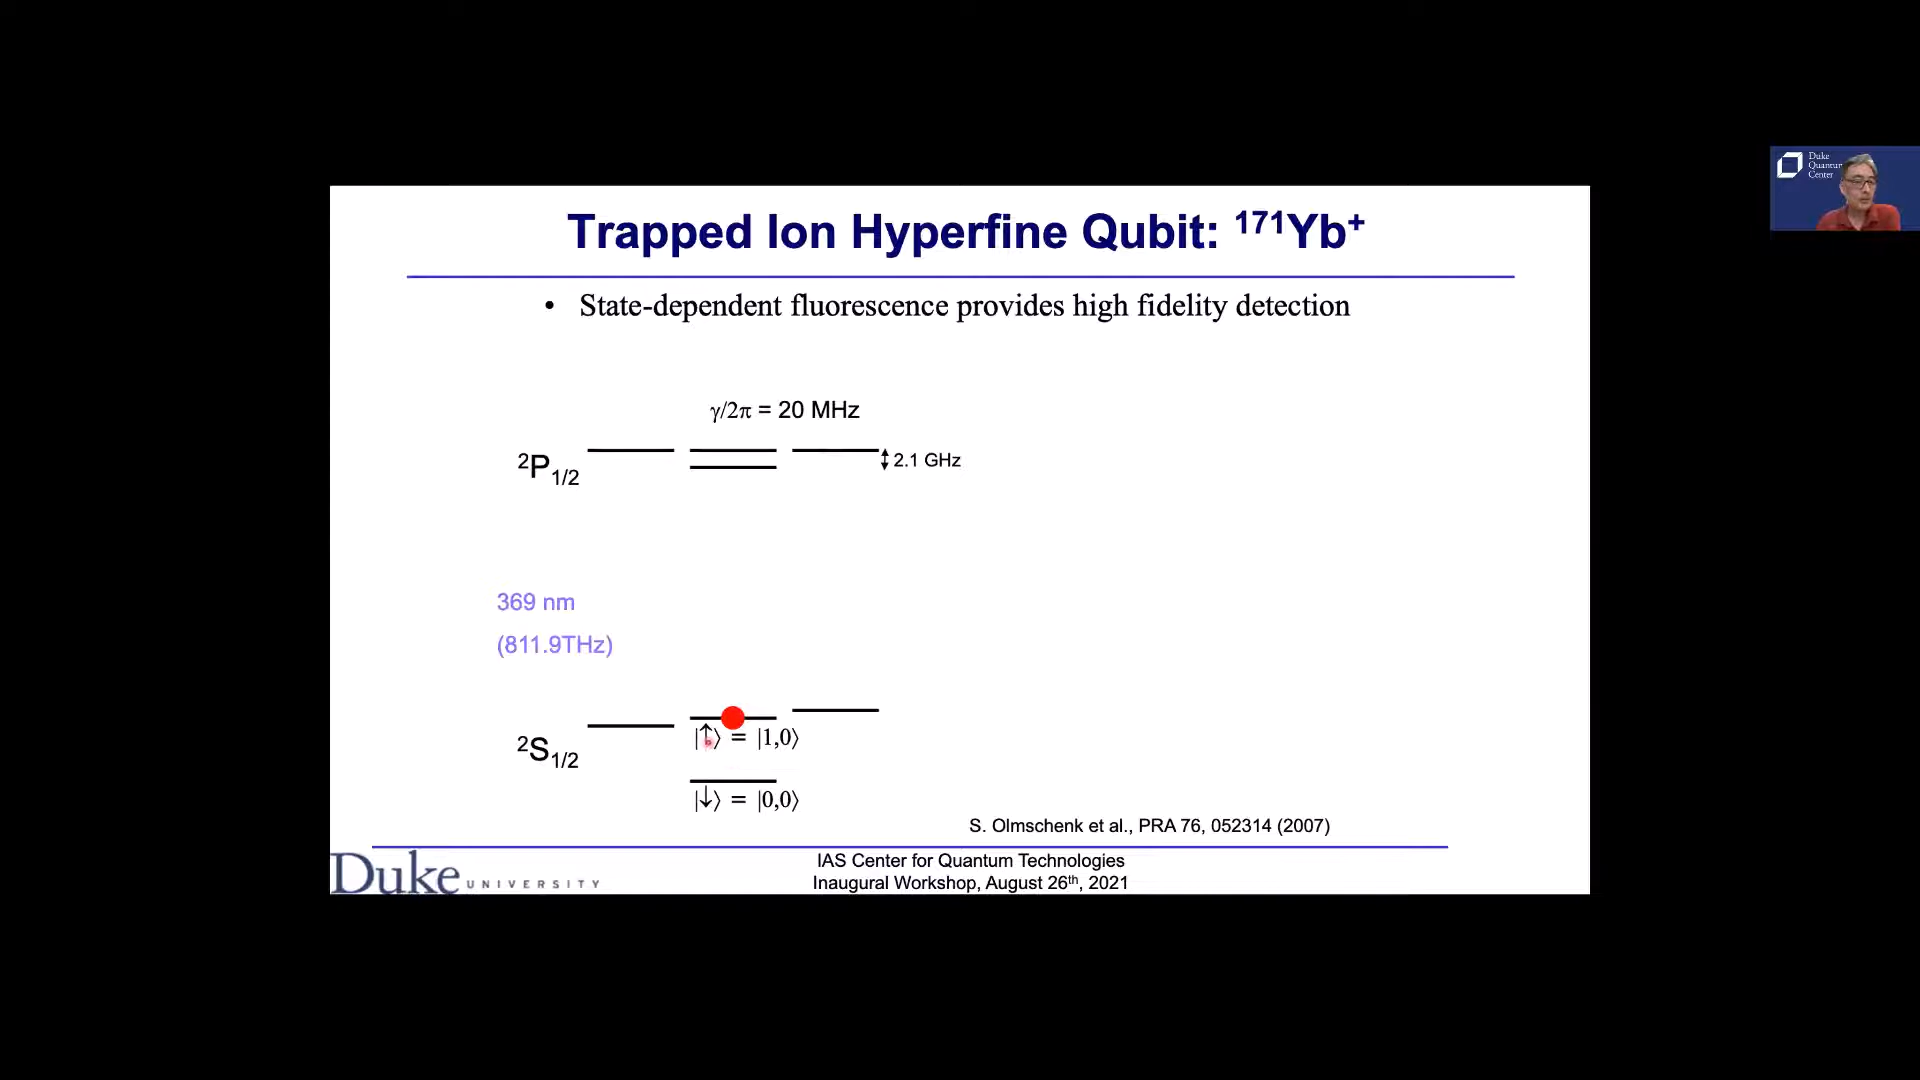 Trapped Ion Hyperfine Qubit: ¹⁷¹Yb⁺
• State-dependent fluorescence provides high fidelity detection
γ/2π = 20 MHz
²P₁/₂
2.1 GHz
369 nm
(811.9THz)
²S₁/₂
|↑⟩ = |1,0⟩
|↓⟩ = |0,0⟩
S. Olmschenk et al., PRA 76, 052314 (2007)
Duke UNIVERSITY
IAS Center for Quantum Technologies
Inaugural Workshop, August 26th, 2021
Duke
Quantum
Center